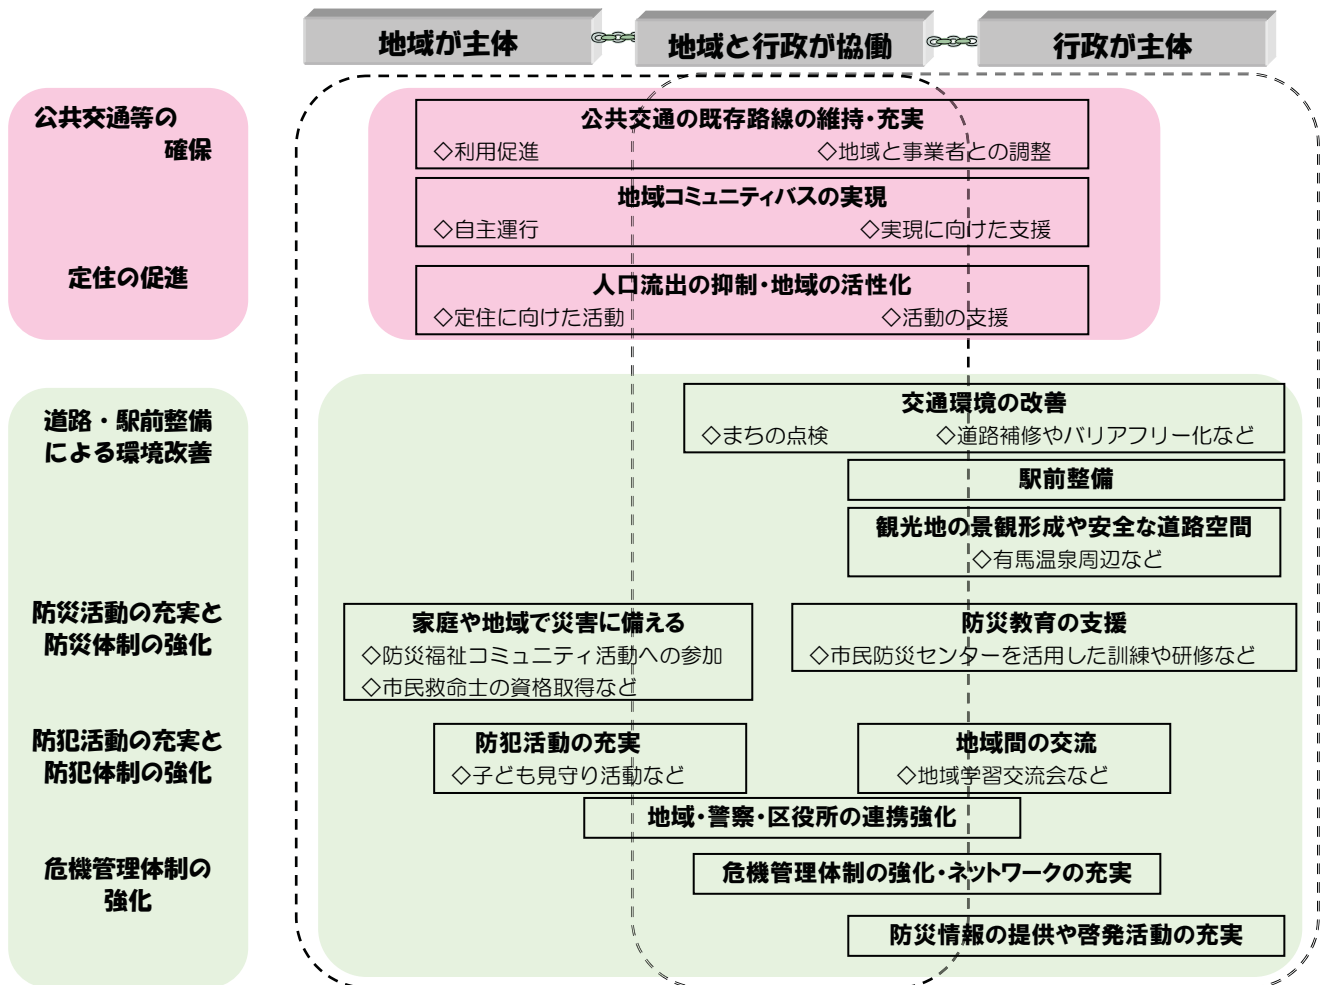 地域が主体
地域と行政が協働
行政が主体
公共交通等の
確保
公共交通の既存路線の維持・充実
◇利用促進
◇地域と事業者との調整
地域コミュニティバスの実現
◇自主運行
◇実現に向けた支援
定住の促進
人口流出の抑制・地域の活性化
◇定住に向けた活動
◇活動の支援
道路・駅前整備
による環境改善
交通環境の改善
◇まちの点検
◇道路補修やバリアフリー化など
駅前整備
観光地の景観形成や安全な道路空間
◇有馬温泉周辺など
防災活動の充実と
防災体制の強化
家庭や地域で災害に備える
◇防災福祉コミュニティ活動への参加
◇市民救命士の資格取得など
防災教育の支援
◇市民防災センターを活用した訓練や研修など
防犯活動の充実と
防犯体制の強化
防犯活動の充実
◇子ども見守り活動など
地域間の交流
◇地域学習交流会など
地域・警察・区役所の連携強化
危機管理体制の
強化
危機管理体制の強化・ネットワークの充実
防災情報の提供や啓発活動の充実